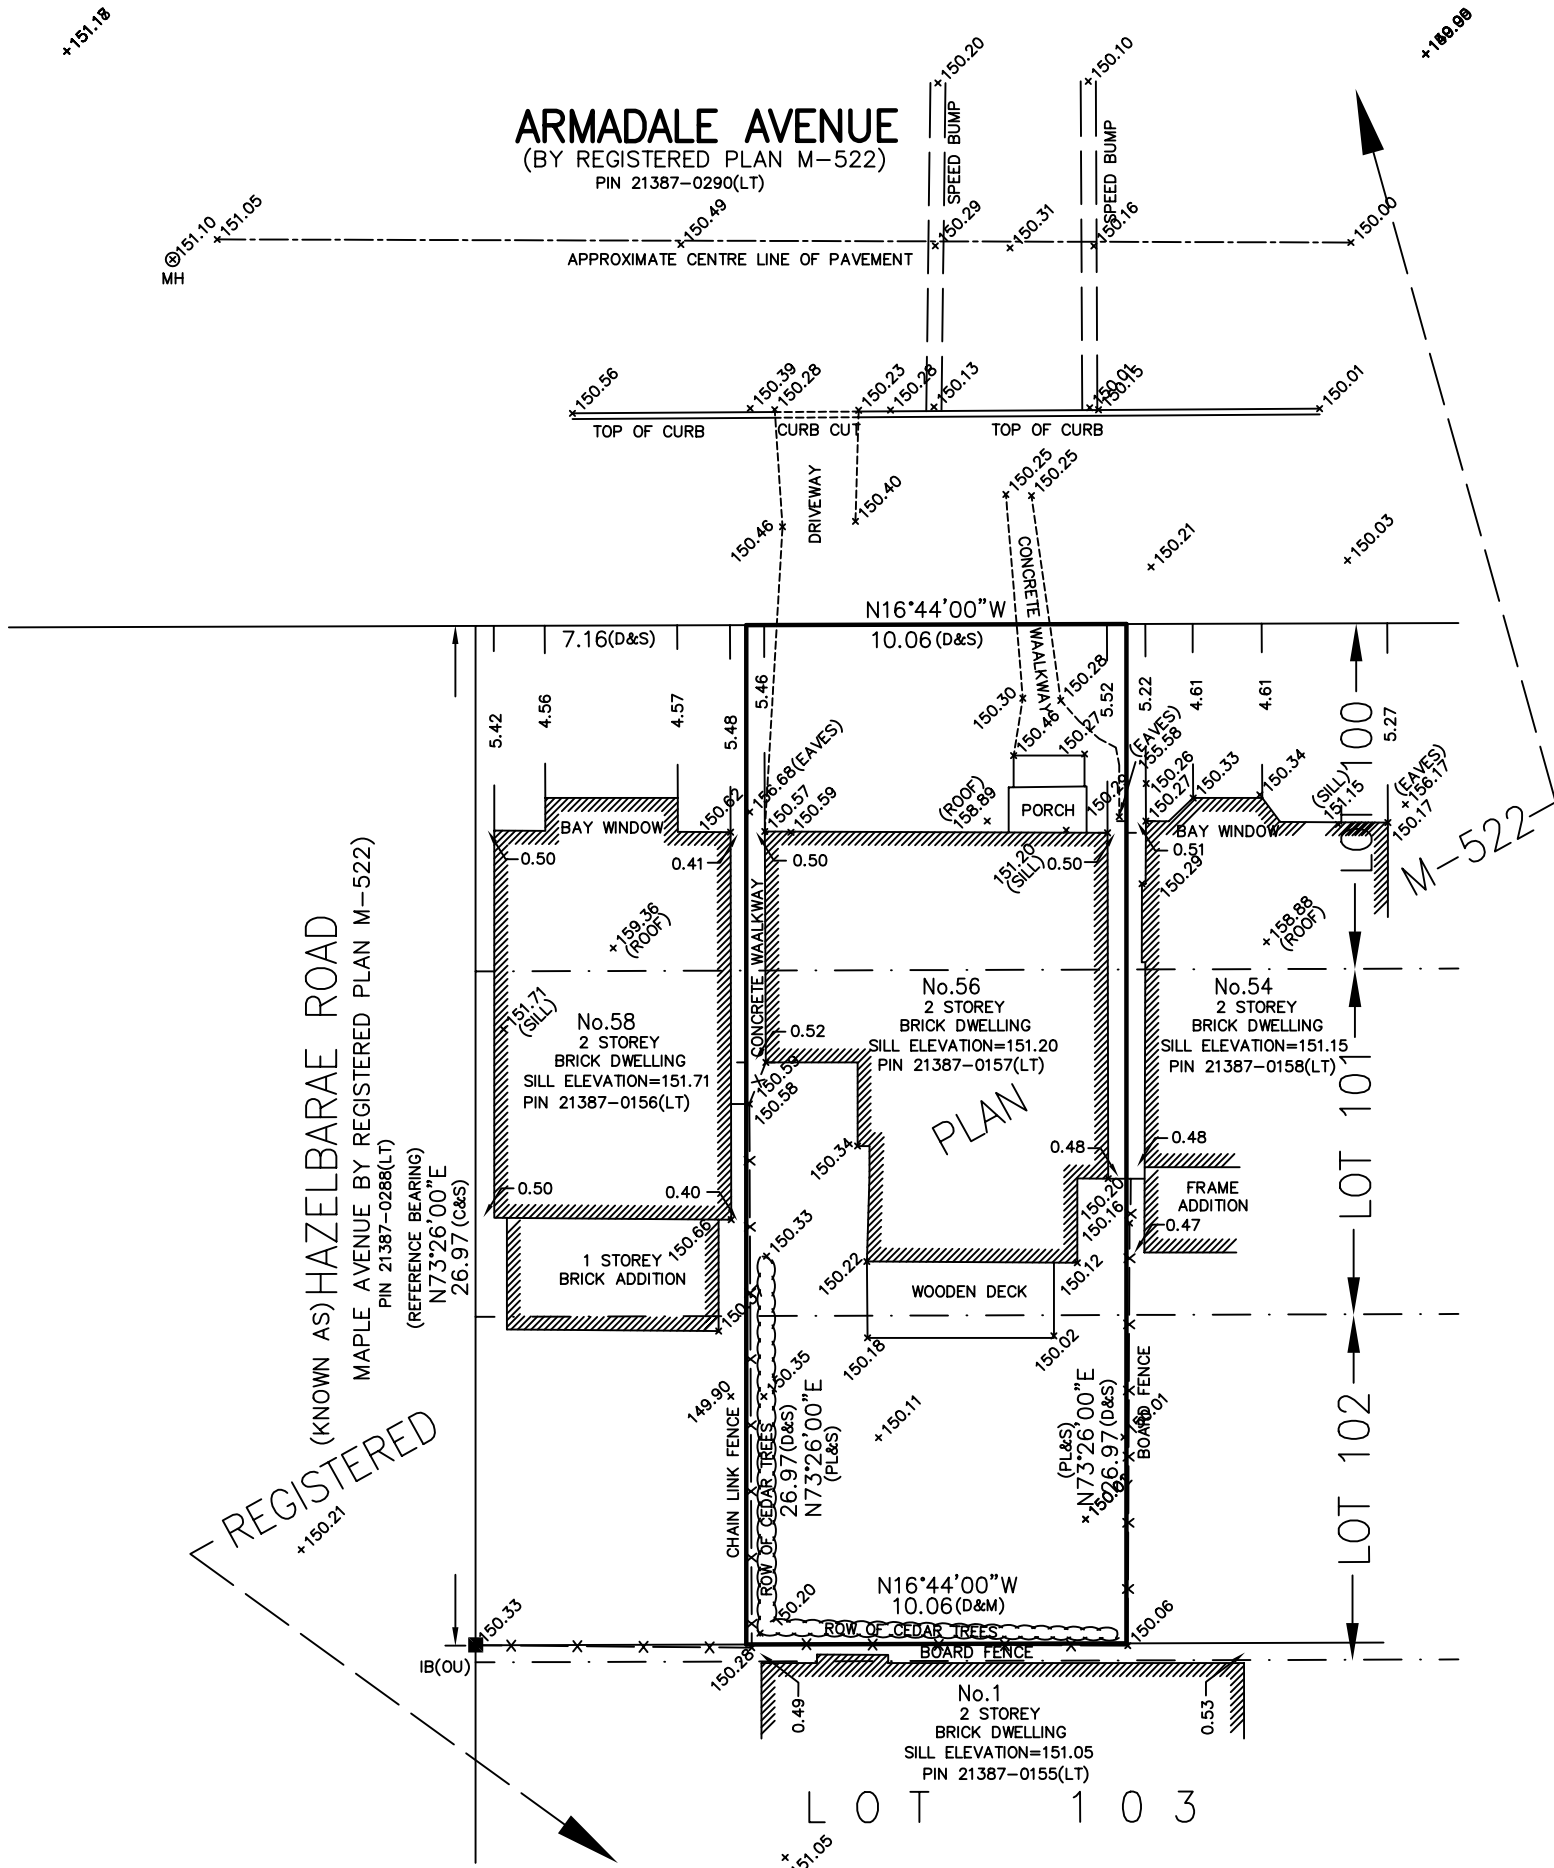 151.05
150.20
150.10
ARMADALE AVENUE
(BY REGISTERED PLAN M-522)
PIN 21387-0290(LT)
SPEED BUMP
SPEED BUMP
151.10
MH
150.49
150.29
150.31
150.16
150.00
APPROXIMATE CENTRE LINE OF PAVEMENT
150.56
150.39
150.28
150.23
150.28
150.13
150.01
150.15
150.01
TOP OF CURB
CURB CUT
TOP OF CURB
DRIVEWAY
150.46
150.40
150.25
150.25
150.21
150.03
CONCRETE WAALKWAY
N16°44'00"W
7.16(D&S)
10.06(D&S)
5.42
4.56
4.57
5.48
5.46
5.52
5.22
4.61
4.61
5.27
150.30
150.28
150.46
150.27
150.62
156.68(EAVES)
150.57
150.59
(ROOF)
158.89
PORCH
150.29
(EAVES)
155.58
150.26
150.27
150.33
150.34
(SILL)
151.15
(EAVES)
156.17
150.17
BAY WINDOW
BAY WINDOW
0.50
0.41
0.50
151.20
(SILL)
0.50
0.51
150.29
159.36
(ROOF)
158.88
(ROOF)
CONCRETE WAALKWAY
151.71
(SILL)
No.58
2 STOREY
BRICK DWELLING
SILL ELEVATION=151.71
PIN 21387-0156(LT)
No.56
2 STOREY
BRICK DWELLING
SILL ELEVATION=151.20
PIN 21387-0157(LT)
No.54
2 STOREY
BRICK DWELLING
SILL ELEVATION=151.15
PIN 21387-0158(LT)
0.52
150.59
150.58
150.34
0.48
0.48
0.50
0.40
150.66
150.33
150.22
150.20
150.16
150.12
0.47
FRAME
ADDITION
1 STOREY
BRICK ADDITION
WOODEN DECK
150.18
150.02
149.90
150.35
150.11
150.01
(KNOWN AS) HAZELBARAE ROAD
MAPLE AVENUE BY REGISTERED PLAN M-522)
PIN 21387-0288(LT)
(REFERENCE BEARING)
N73°26'00"E
26.97(C&S)
CHAIN LINK FENCE
ROW OF CEDAR TREES
26.97(D&S)
N73°26'00"E
(PL&S)
(PL&S)
N73°26'00"E
26.97(D&S)
BOARD FENCE
LOT 100
LOT 101
LOT 102
REGISTERED
PLAN
M-522
150.21
150.33
IB(OU)
150.20
N16°44'00"W
10.06(D&M)
150.06
ROW OF CEDAR TREES
BOARD FENCE
150.28
0.49
0.53
No.1
2 STOREY
BRICK DWELLING
SILL ELEVATION=151.05
PIN 21387-0155(LT)
LOT 103
151.05